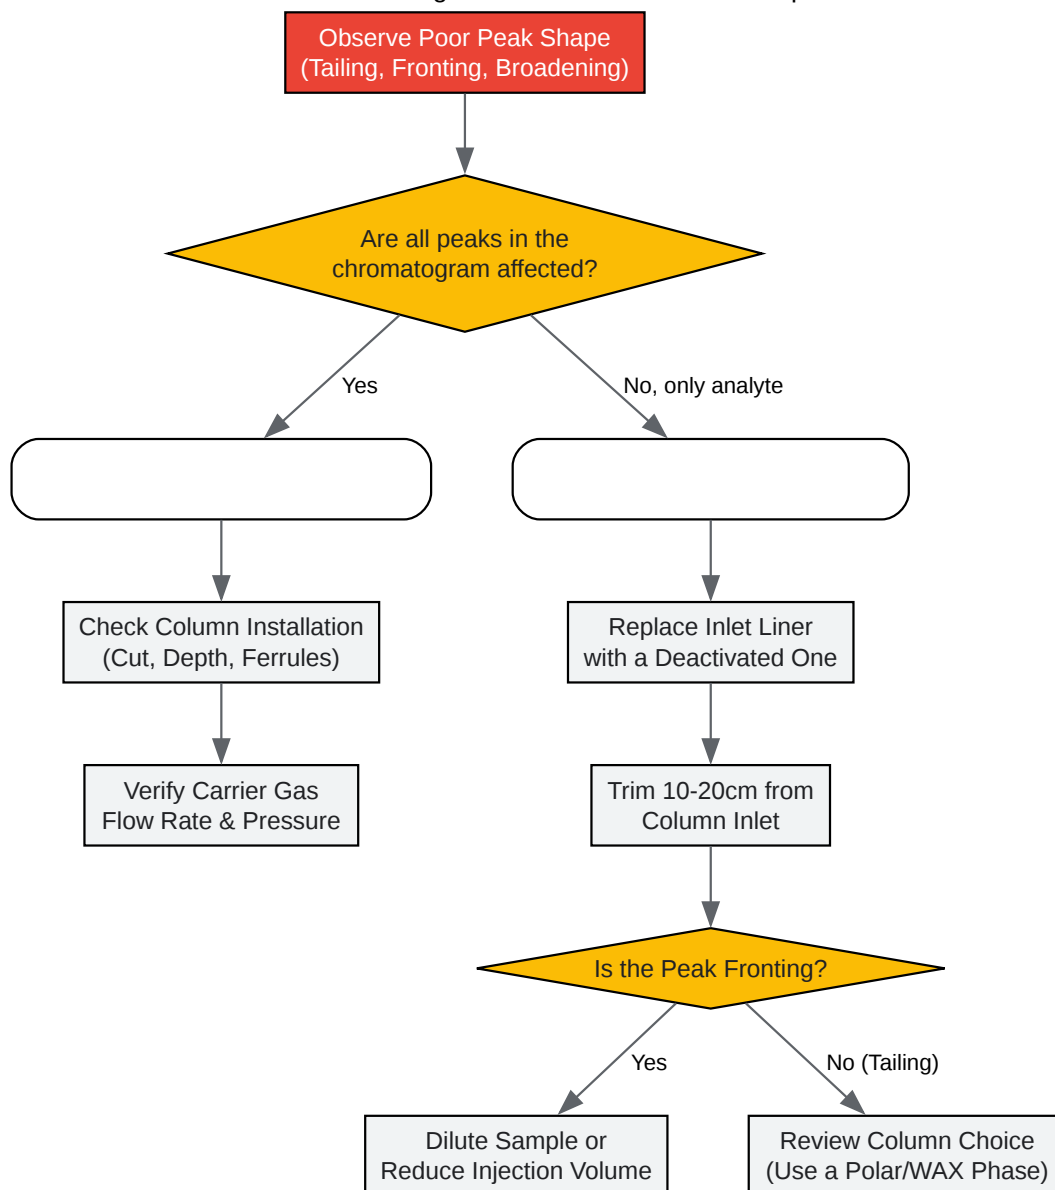 Observe Poor Peak Shape
(Tailing, Fronting, Broadening)
Are all peaks in the
chromatogram affected?
Yes
No, only analyte
Check Column Installation
(Cut, Depth, Ferrules)
Replace Inlet Liner
with a Deactivated One
Verify Carrier Gas
Flow Rate & Pressure
Trim 10-20cm from
Column Inlet
Is the Peak Fronting?
Yes
No (Tailing)
Dilute Sample or
Reduce Injection Volume
Review Column Choice
(Use a Polar/WAX Phase)